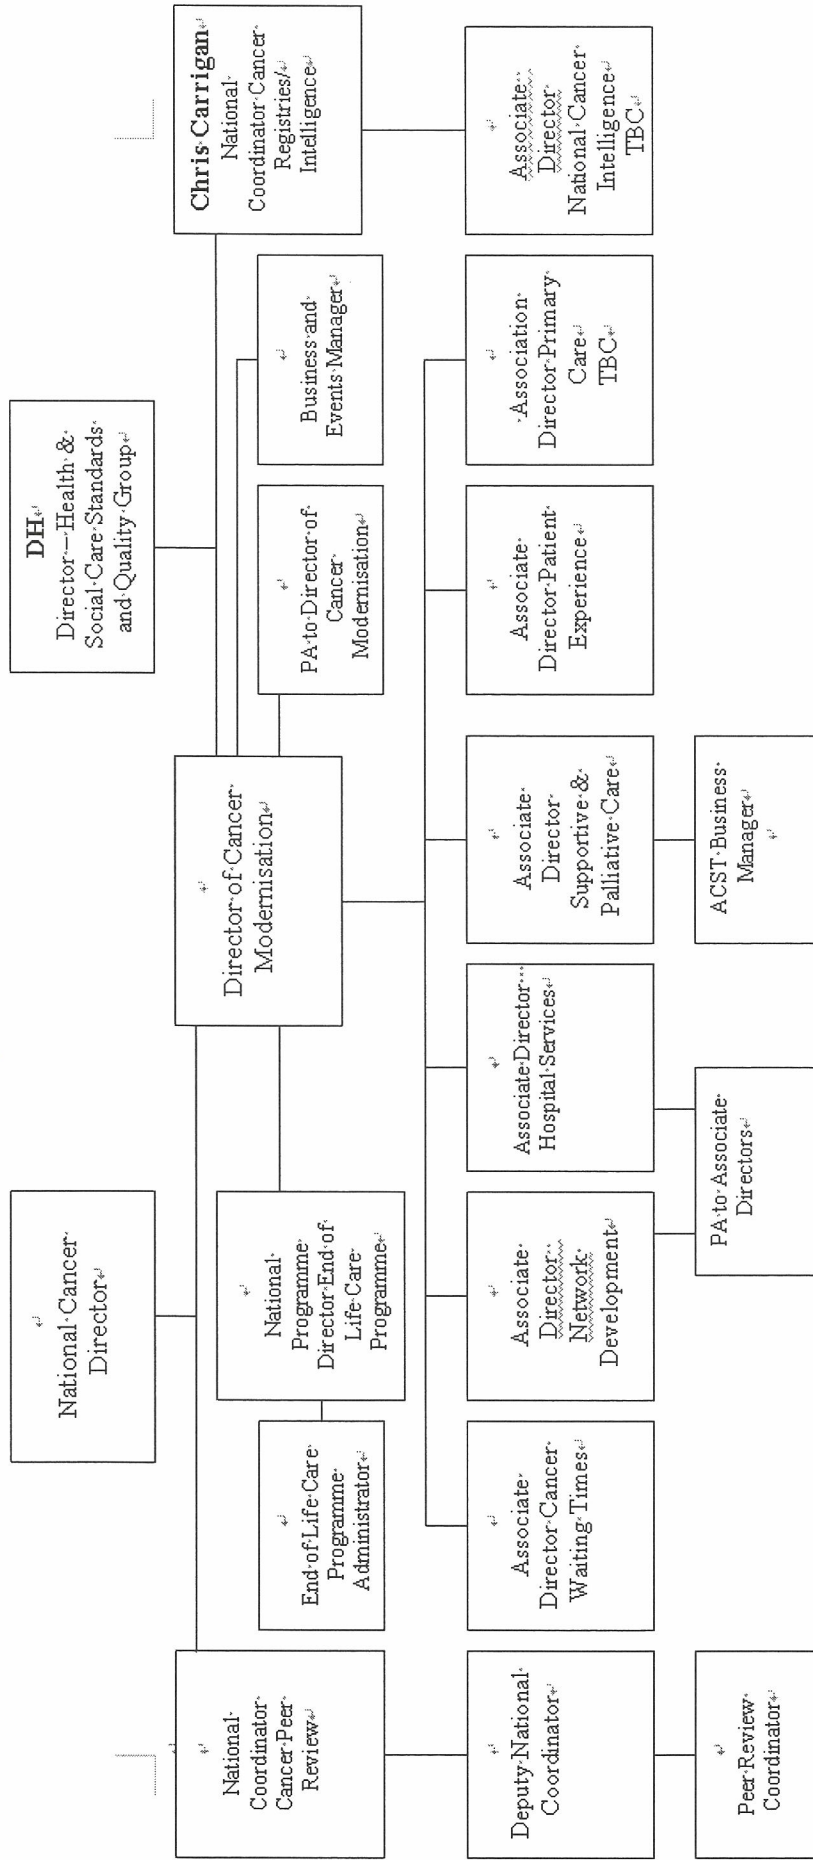 National Cancer
Director
DH
Director – Health &
Social Care Standards
and Quality Group
National
Coordinator
Cancer Peer
Review
Director of Cancer
Modernisation
Chris Carrigan
National
Coordinator Cancer
Registries/
Intelligence
National
Programme
Director End of
Life Care
Programme
End of Life Care
Programme
Administrator
PA to Director of
Cancer
Modernisation
Business and
Events Manager
Deputy National
Coordinator
Associate
Director Cancer
Waiting Times
Associate
Director
Network
Development
Associate Director
Hospital Services
Associate
Director
Supportive &
Palliative Care
Associate
Director Patient
Experience
Association
Director Primary
Care
TBC
Associate
Director
National Cancer
Intelligence
TBC
Peer Review
Coordinator
PA to Associate
Directors
ACST Business
Manager